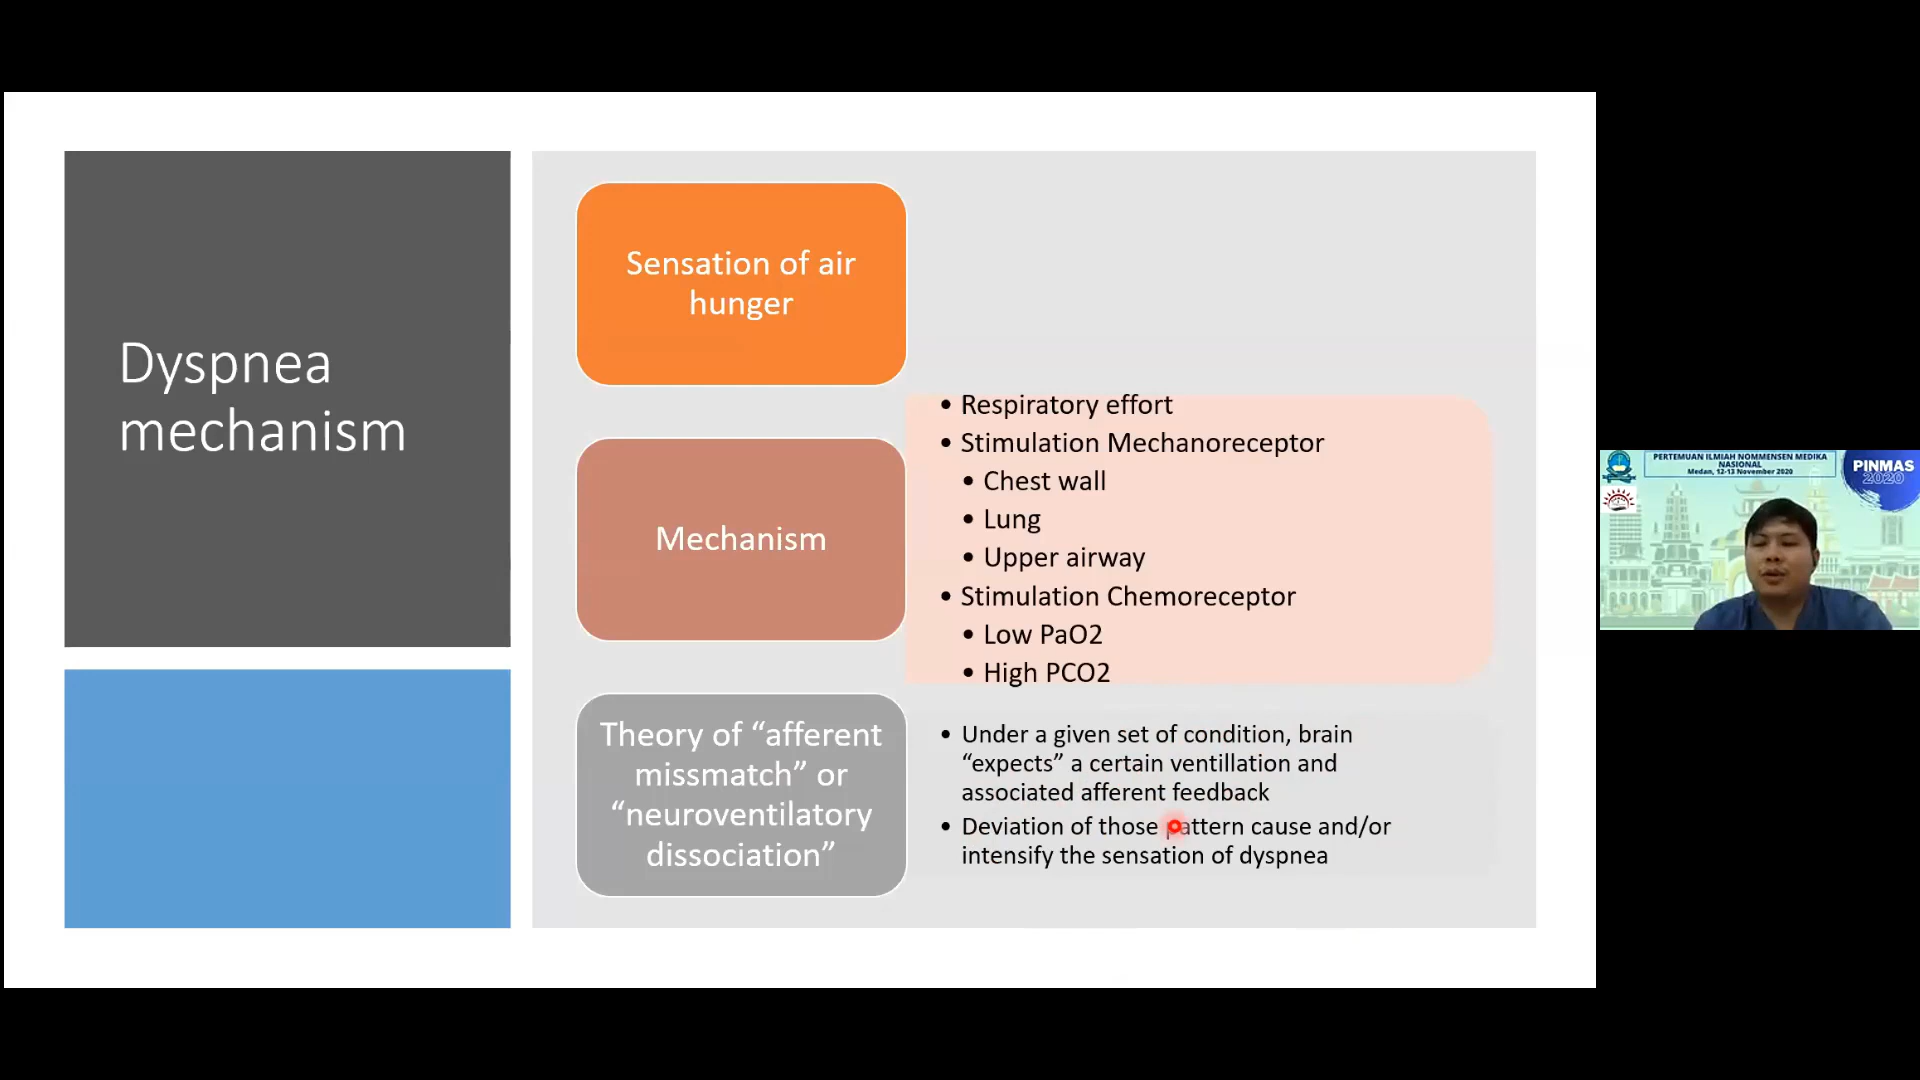 Dyspnea
mechanism
Sensation of air
hunger
Mechanism
• Respiratory effort
• Stimulation Mechanoreceptor
• Chest wall
• Lung
• Upper airway
• Stimulation Chemoreceptor
• Low PaO2
• High PCO2
Theory of “afferent
missmatch” or
“neuroventilatory
dissociation”
• Under a given set of condition, brain
“expects” a certain ventillation and
associated afferent feedback
• Deviation of those pattern cause and/or
intensify the sensation of dyspnea
PERTEMUAN ILMIAH NOMMENSEN MEDIKA
NASIONAL
Medan, 12-13 November 2020
PINMAS
2020